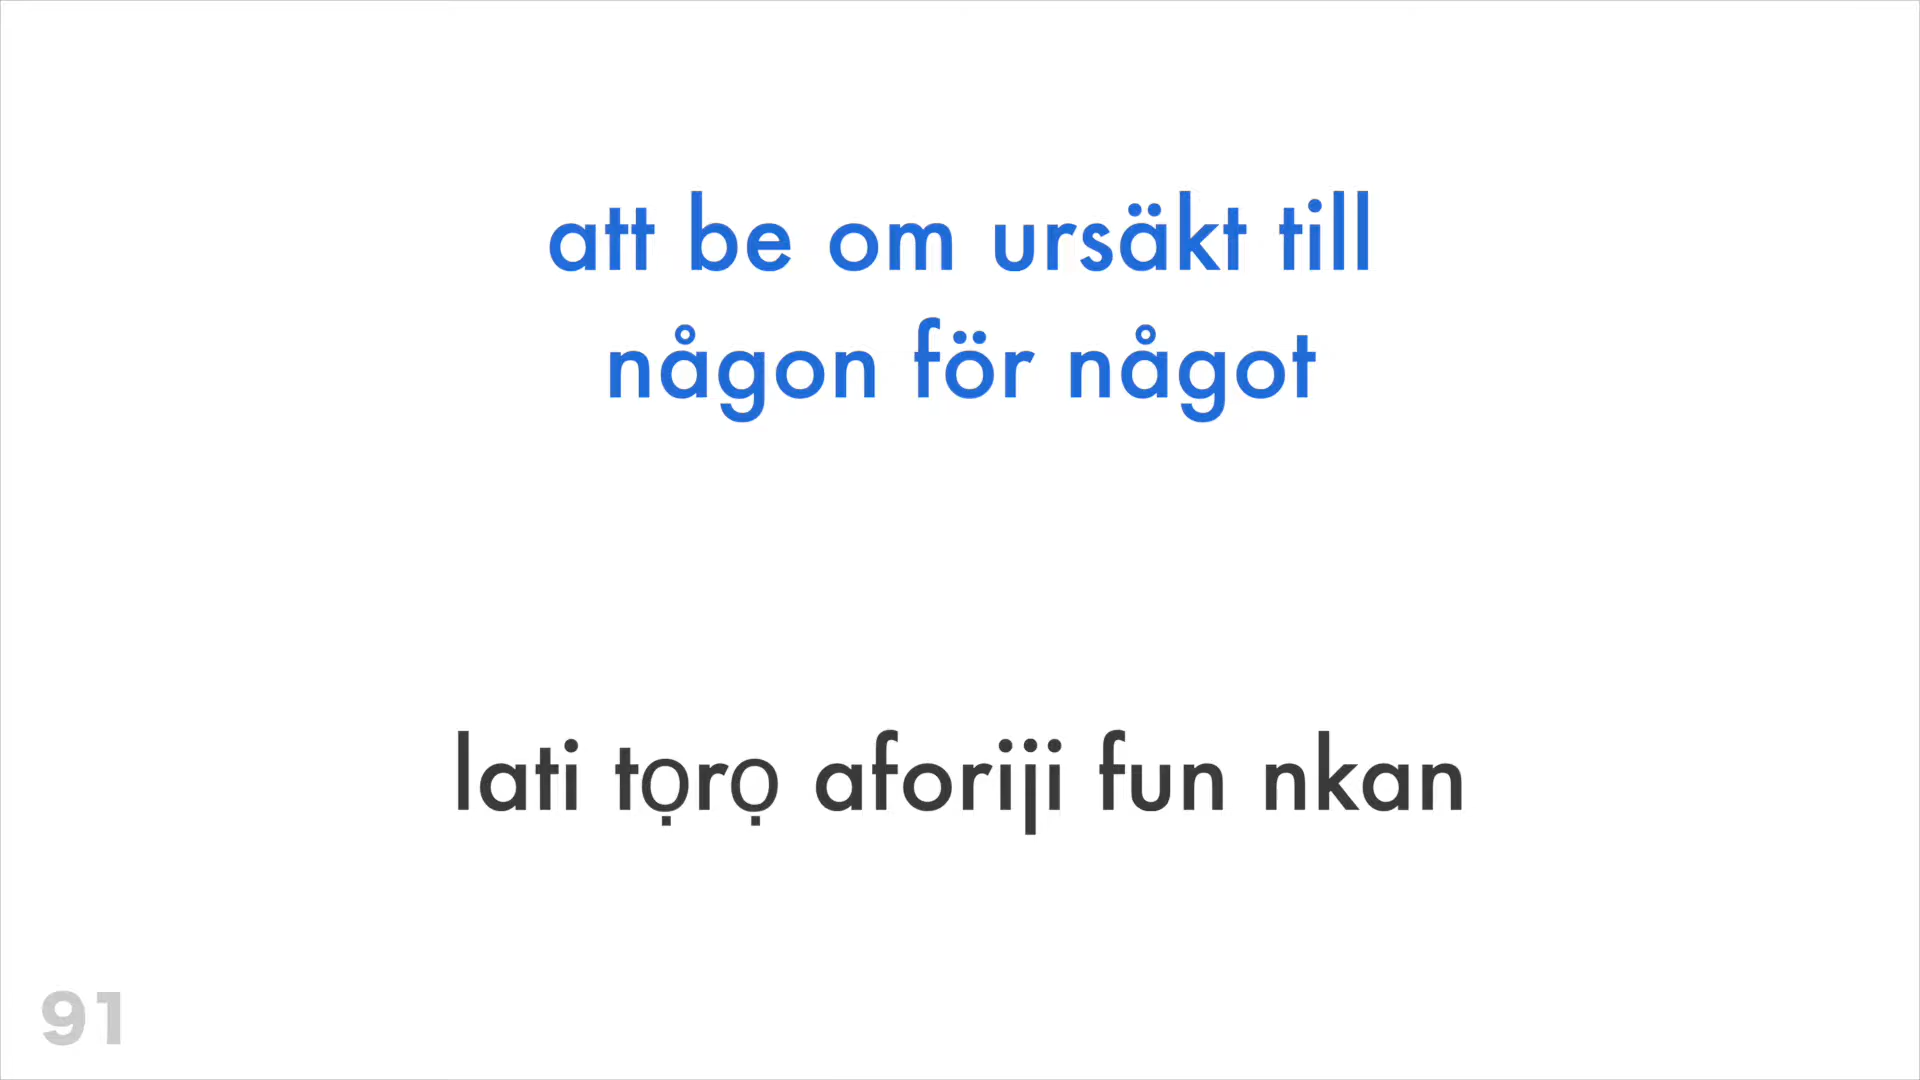 att be om ursäkt till
någon för något
lati tọrọ aforiji fun nkan
91